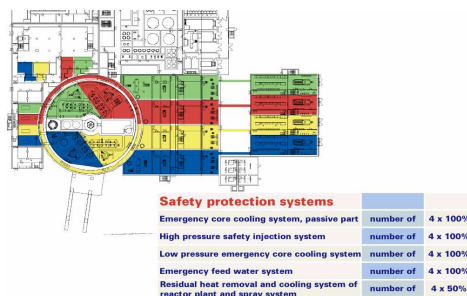 Safety protection systems
Emergency core cooling system, passive part number of 4 x 100%
High pressure safety injection system number of 4 x 100%
Low pressure emergency core cooling system number of 4 x 100%
Emergency feed water system number of 4 x 100%
Residual heat removal and cooling system of
reactor plant and spray system number of 4 x 50%